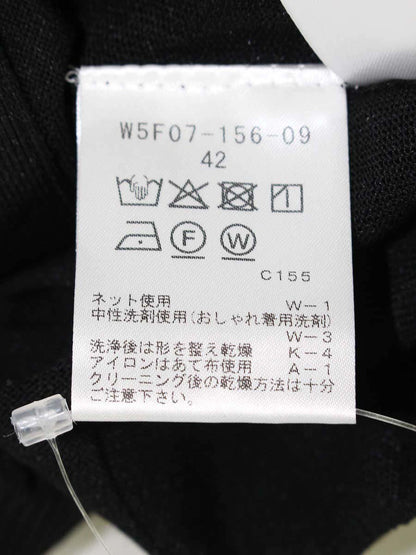 W5F07-156-09
42
F W
C155
ネット使用 W-1
中性洗剤使用(おしゃれ着用洗剤)
W-3
洗浄後は形を整え乾燥 K-4
アイロンはあて布使用 A-1
クリーニング後の乾燥方法は十分
ご注意下さい。